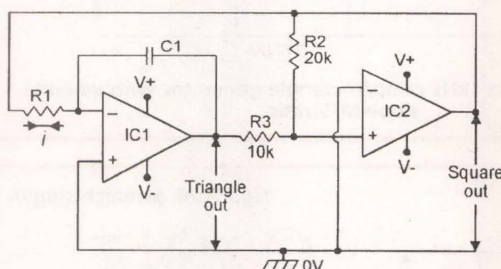 C1
R2
20k
V+
V+
R1
−
IC1
R3
10k
+
−
IC2
+
i
V-
V-
Triangle
out
Square
out
0V